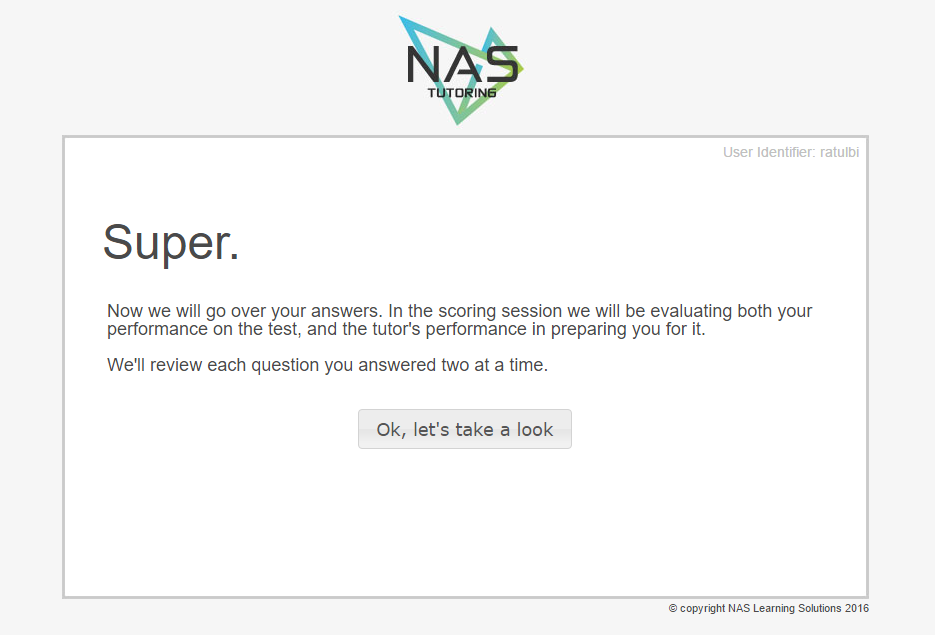 NAS
TUTORING
User Identifier: ratulbi
Super.
Now we will go over your answers. In the scoring session we will be evaluating both your
performance on the test, and the tutor's performance in preparing you for it.
We'll review each question you answered two at a time.
Ok, let's take a look
© copyright NAS Learning Solutions 2016